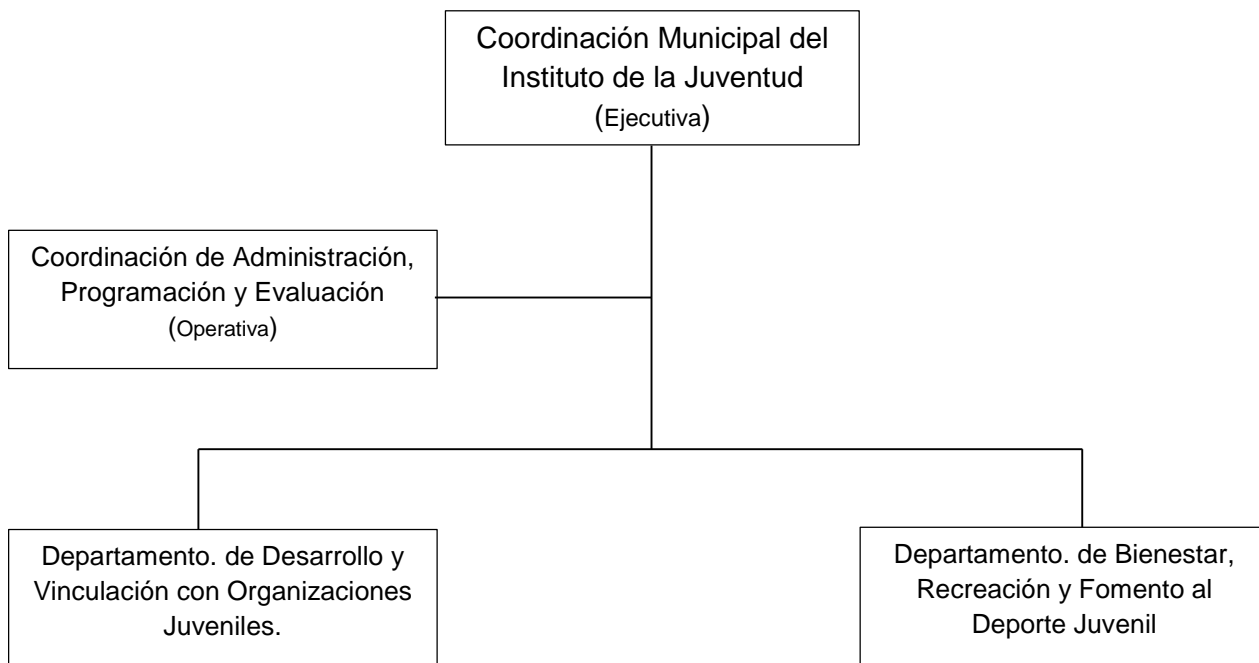 Coordinación Municipal del
Instituto de la Juventud
(Ejecutiva)
Coordinación de Administración,
Programación y Evaluación
(Operativa)
Departamento. de Desarrollo y
Vinculación con Organizaciones
Juveniles.
Departamento. de Bienestar,
Recreación y Fomento al
Deporte Juvenil